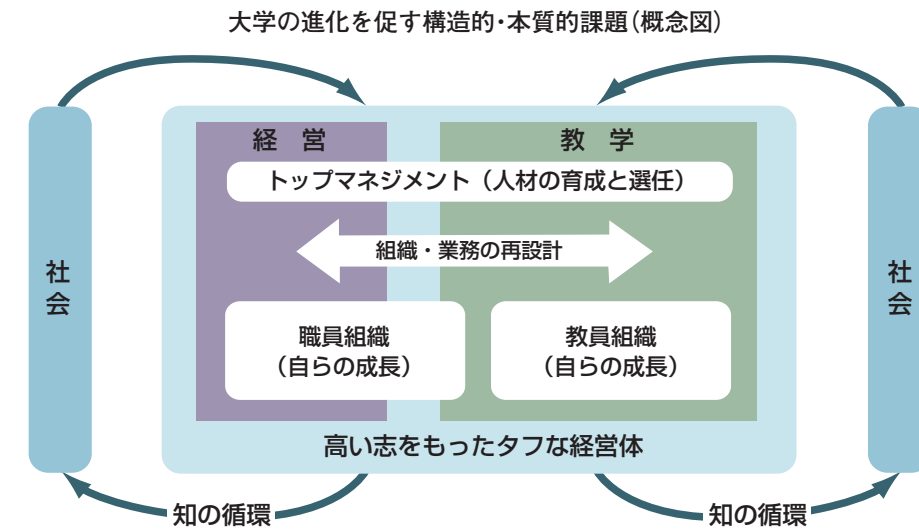 大学の進化を促す構造的・本質的課題(概念図)
経 営
教 学
トップマネジメント(人材の育成と選任)
組織・業務の再設計
社会
社会
職員組織
(自らの成長)
教員組織
(自らの成長)
高い志をもったタフな経営体
知の循環
知の循環